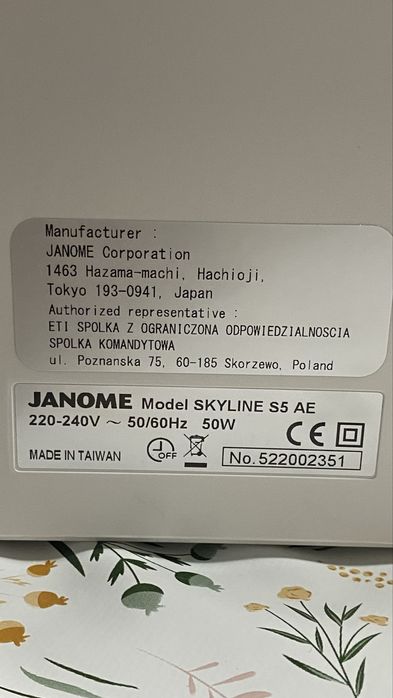 Manufacturer :
JANOME Corporation
1463 Hazama-machi, Hachioji,
Tokyo 193-0941, Japan
Authorized representative :
ETI SPOLKA Z OGRANICZONA ODPOWIEDZIALNOSCIA
SPOLKA KOMANDYTOWA
ul. Poznanska 75, 60-185 Skorzewo, Poland
JANOME Model SKYLINE S5 AE
220-240V ~ 50/60Hz 50W
CE
MADE IN TAIWAN OFF No. 522002351